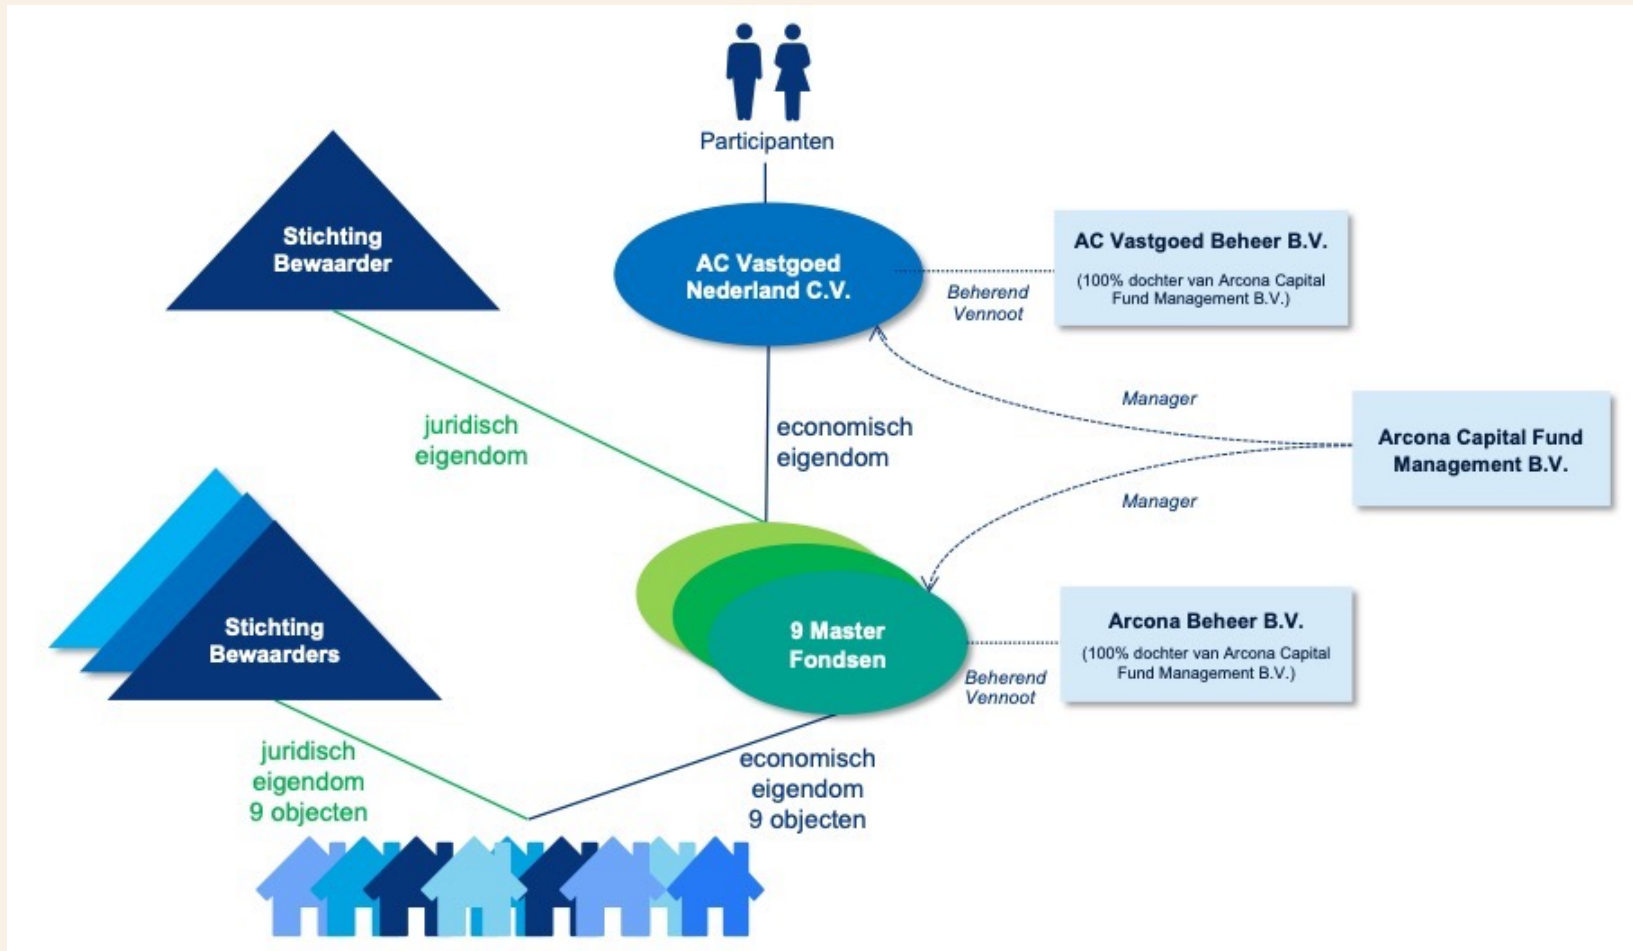 Participanten
Stichting
Bewaarder
AC Vastgoed
Nederland C.V.
Beherend
Vennoot
AC Vastgoed Beheer B.V.
(100% dochter van Arcona Capital
Fund Management B.V.)
juridisch
eigendom
economisch
eigendom
Manager
Arcona Capital Fund
Management B.V.
Manager
Stichting
Bewaarders
9 Master
Fondsen
Beherend
Vennoot
Arcona Beheer B.V.
(100% dochter van Arcona Capital
Fund Management B.V.)
juridisch
eigendom
9 objecten
economisch
eigendom
9 objecten